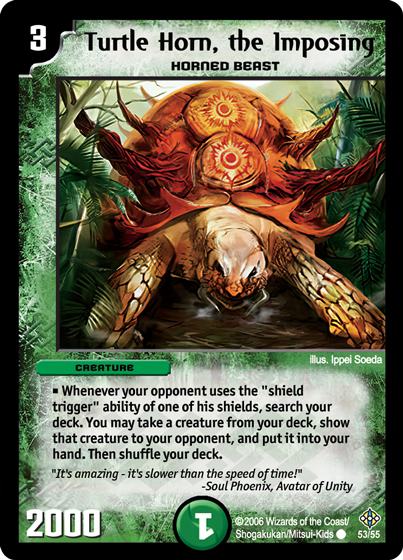 3
Turtle Horn, the Imposing
HORNED BEAST
illus. Ippei Soeda
CREATURE
▪ Whenever your opponent uses the "shield
trigger" ability of one of his shields, search your
deck. You may take a creature from your deck, show
that creature to your opponent, and put it into your
hand. Then shuffle your deck.
"It's amazing - it's slower than the speed of time!"
-Soul Phoenix, Avatar of Unity
2000
1
©2006 Wizards of the Coast/
Shogakukan/Mitsui-Kids ● 53/55